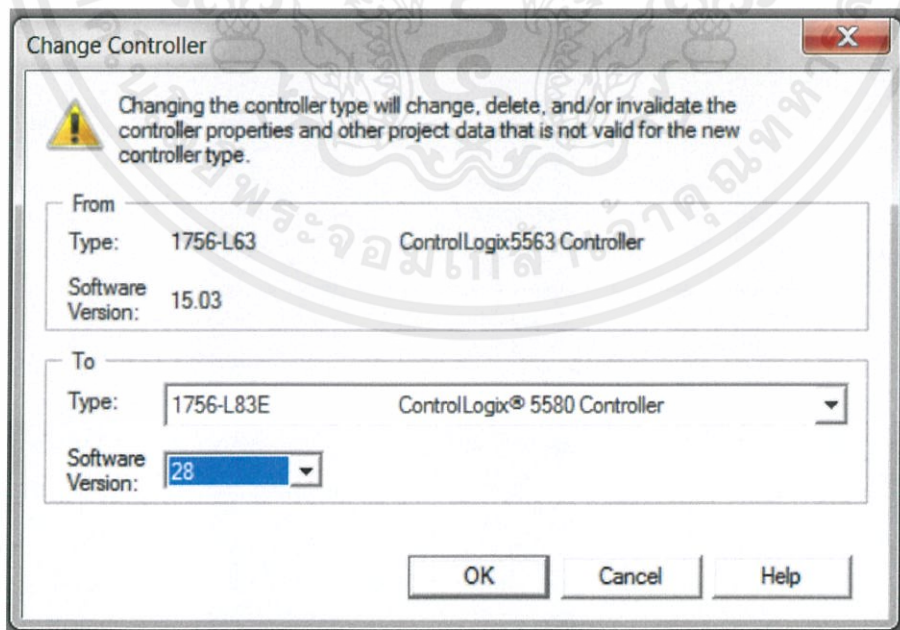 Change Controller
Changing the controller type will change, delete, and/or invalidate the
controller properties and other project data that is not valid for the new
controller type.
From
Type: 1756-L63 ControlLogix5563 Controller
Software
Version: 15.03
To
Type: 1756-L83E ControlLogix® 5580 Controller
Software
Version: 28
OK Cancel Help